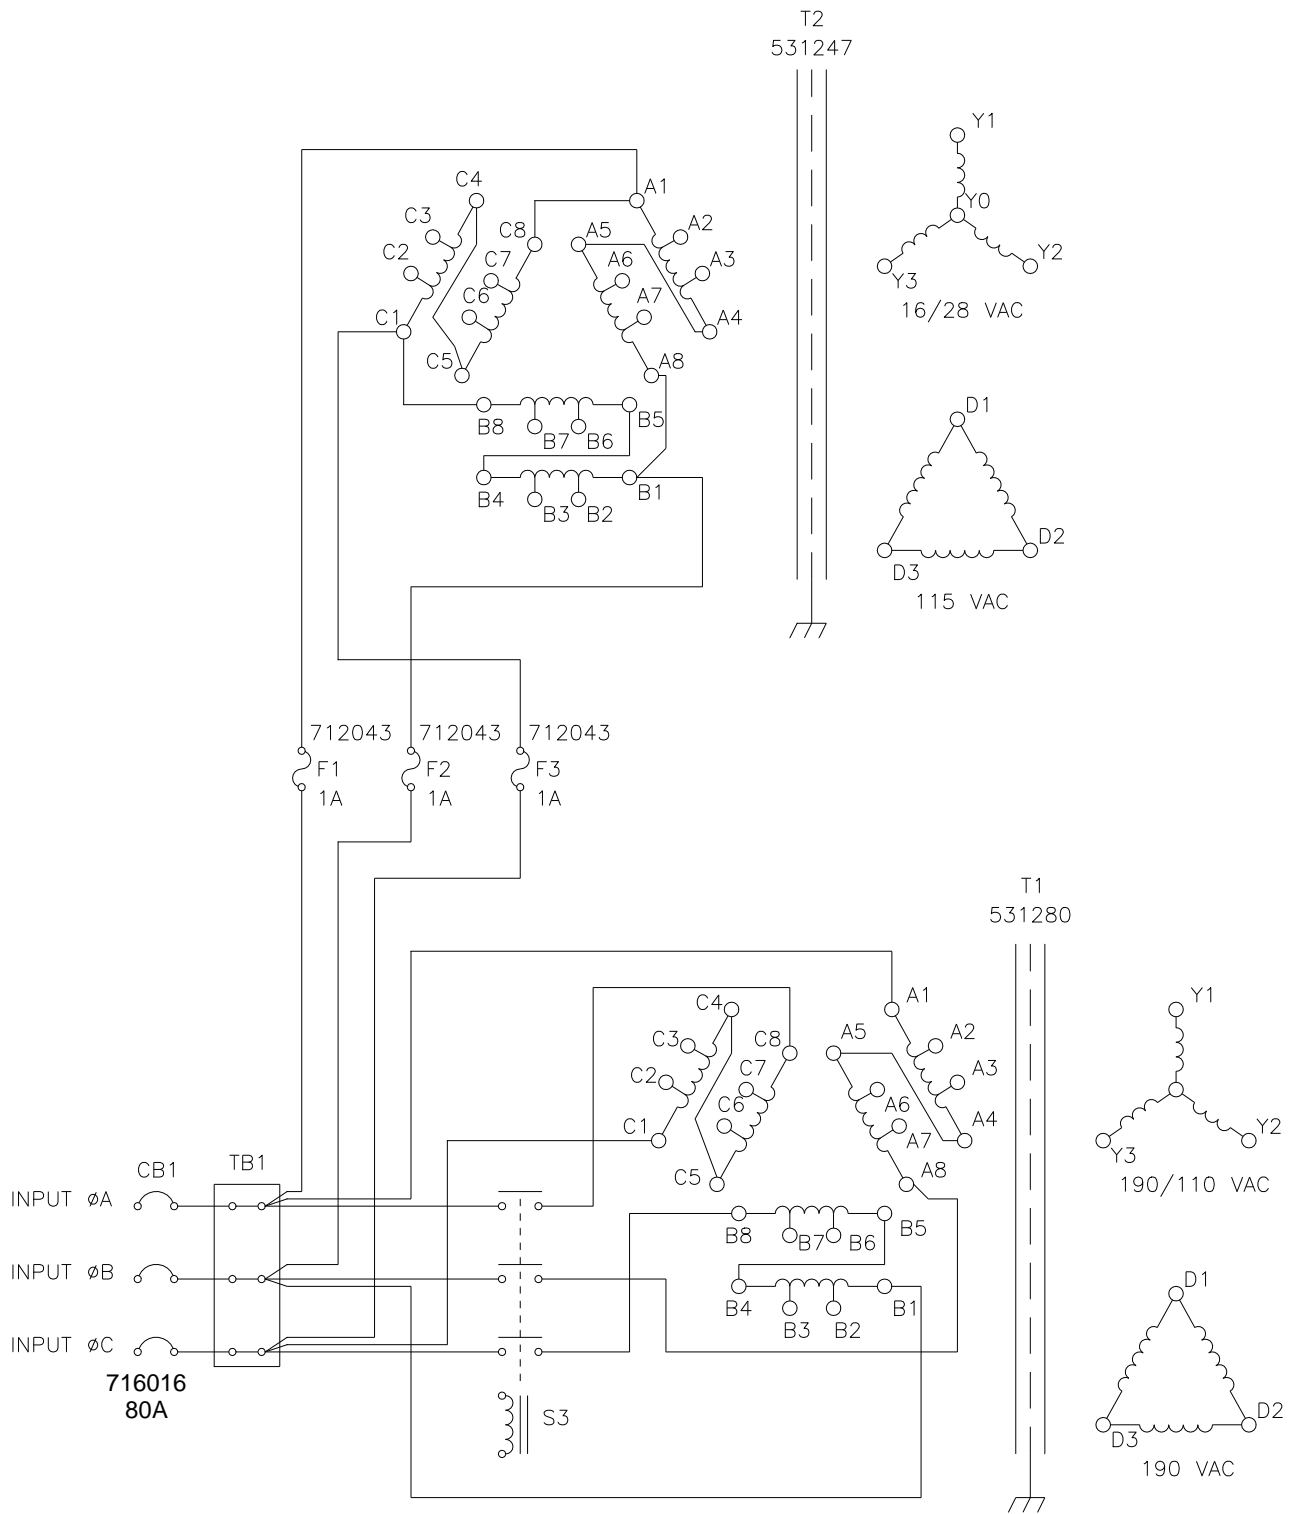 T2
531247
Y1
Y0
Y2
Y3
16/28 VAC
C4
A1
C3
C8
A5
A2
C2
C7
A6
A3
C6
A7
C1
A4
C5
A8
B8
B7
B6
B5
B4
B3
B2
B1
D1
D2
D3
115 VAC
712043
712043
712043
F1
F2
F3
1A
1A
1A
T1
531280
C4
A1
C3
C8
A5
A2
C2
C7
A3
C6
A6
C1
A7
A4
C5
A8
B8
B7
B6
B5
B4
B3
B2
B1
Y1
Y2
Y3
190/110 VAC
CB1
TB1
INPUT øA
INPUT øB
INPUT øC
716016
80A
S3
D1
D2
D3
190 VAC